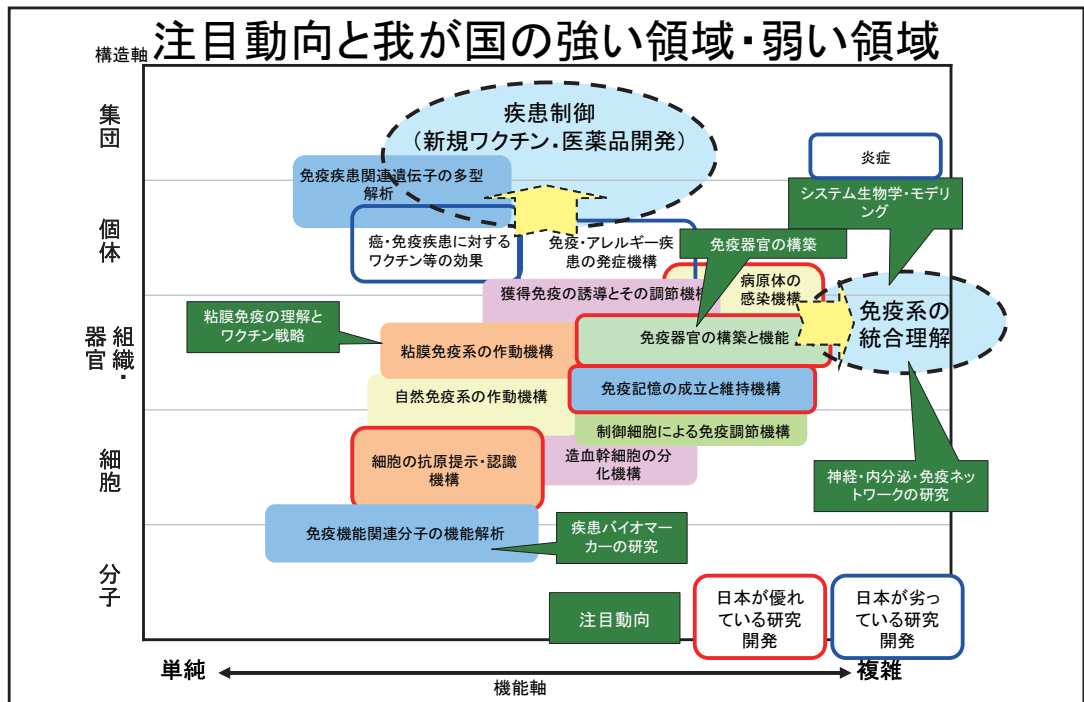 注目動向と我が国の強い領域・弱い領域
構造軸
集団
個体
組織・
器官
細胞
分子
疾患制御
(新規ワクチン.医薬品開発)
炎症
免疫疾患関連遺伝子の多型
解析
システム生物学・モデリ
ング
癌・免疫疾患に対する
ワクチン等の効果
免疫・アレルギー疾
患の発症機構
免疫器官の構築
獲得免疫の誘導とその調節機構
病原体の
感染機構
粘膜免疫の理解と
ワクチン戦略
粘膜免疫系の作動機構
免疫器官の構築と機能
免疫系の
統合理解
自然免疫系の作動機構
免疫記憶の成立と維持機構
制御細胞による免疫調節機構
細胞の抗原提示・認識
機構
造血幹細胞の分
化機構
神経・内分泌・免疫ネッ
トワークの研究
免疫機能関連分子の機能解析
疾患バイオマー
カーの研究
注目動向
日本が優れ
ている研究
開発
日本が劣っ
ている研究
開発
単純
複雑
機能軸